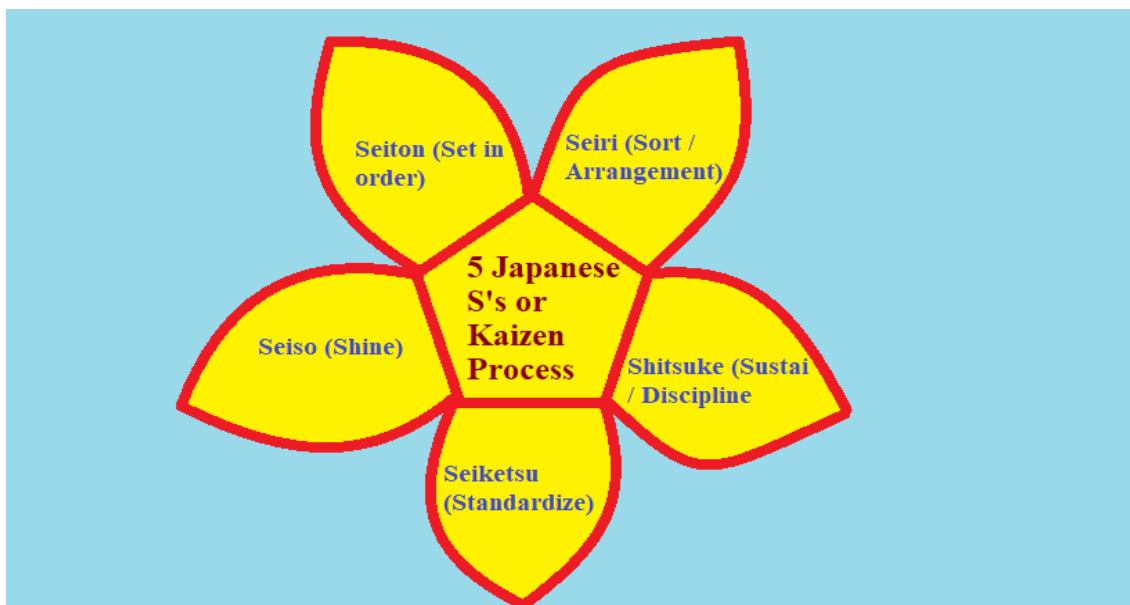 Seiton (Set in
order)
Seiri (Sort /
Arrangement)
5 Japanese
S's or
Kaizen
Process
Seiso (Shine)
Shitsuke (Sustai
/ Discipline
Seiketsu
(Standardize)